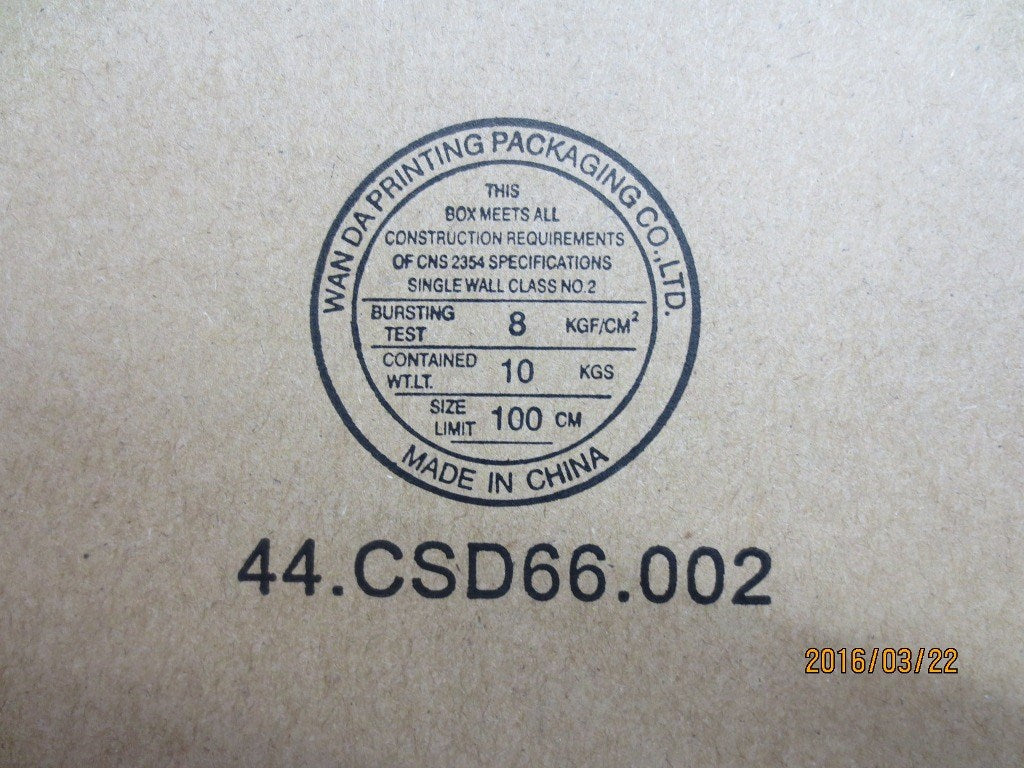 WAN DA PRINTING PACKAGING CO.,LTD.
THIS
BOX MEETS ALL
CONSTRUCTION REQUIREMENTS
OF CNS 2354 SPECIFICATIONS
SINGLE WALL CLASS NO.2
BURSTING TEST 8 KGF/CM²
CONTAINED WT.LT. 10 KGS
SIZE LIMIT 100 CM
MADE IN CHINA
44.CSD66.002
2016/03/22